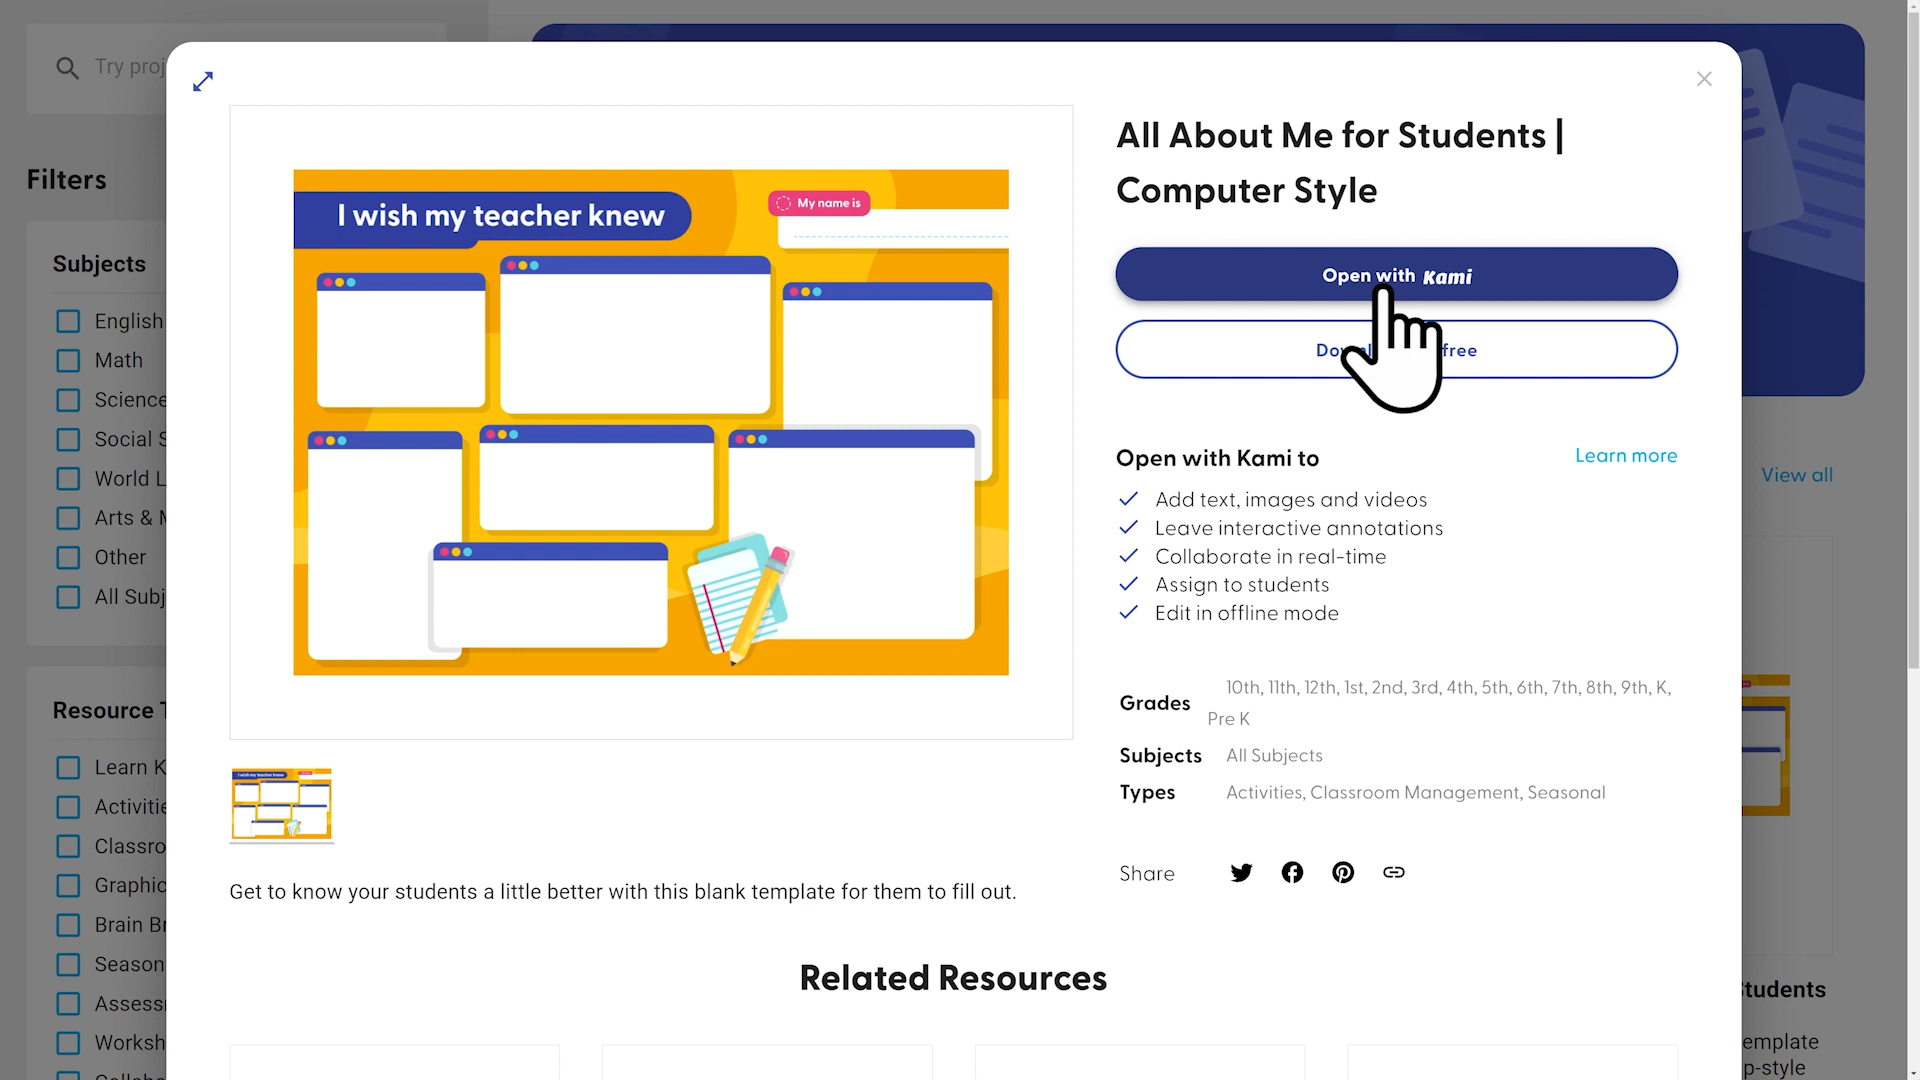 Try proj
Filters
Subjects
English
Math
Science
Social S
World L
Arts & M
Other
All Subj
Resource T
Learn K
Activitie
Classro
Graphic
Brain Br
Season
Assess
Worksh
I wish my teacher knew
My name is
Get to know your students a little better with this blank template for them to fill out.
All About Me for Students |
Computer Style
Open with Kami
free
Open with Kami to
Learn more
Add text, images and videos
Leave interactive annotations
Collaborate in real-time
Assign to students
Edit in offline mode
Grades
10th, 11th, 12th, 1st, 2nd, 3rd, 4th, 5th, 6th, 7th, 8th, 9th, K,
Pre K
Subjects All Subjects
Types Activities, Classroom Management, Seasonal
Share
Related Resources
View all
Students
emplate
p-style